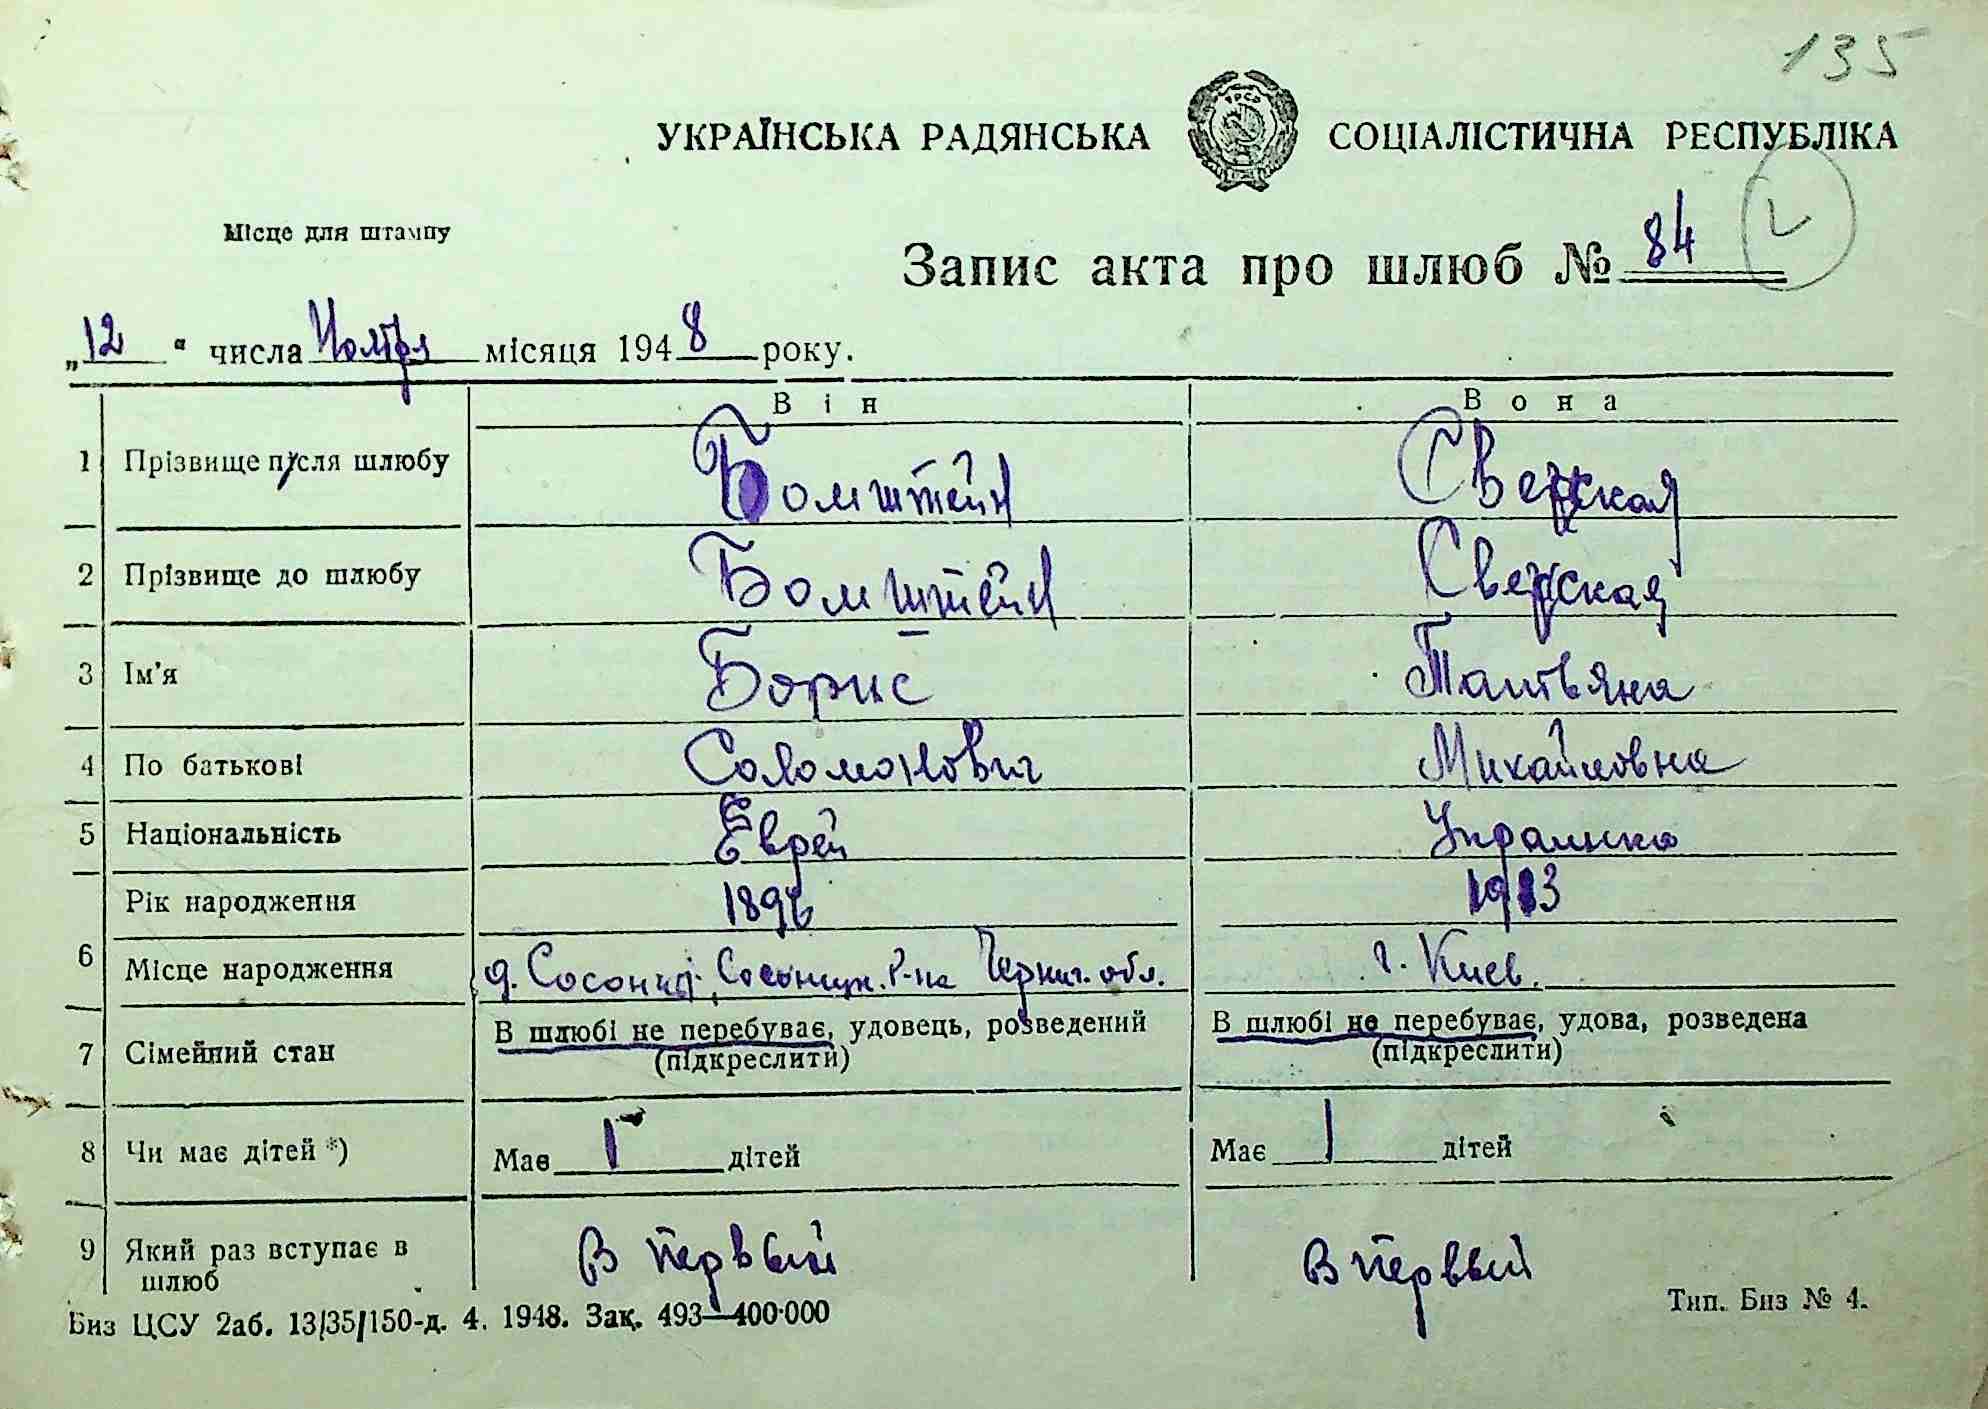 135
УКРАЇНСЬКА РАДЯНСЬКА СОЦІАЛІСТИЧНА РЕСПУБЛІКА
Місце для штампу
Запис акта про шлюб № 84
„12“ числа Ноября місяця 1948 року.
Він Вона
1 Прізвище після шлюбу Бомштейн Сверская
2 Прізвище до шлюбу Бомштейн Сверская
3 Ім'я Борис Татьяна
4 По батькові Соломонович Михайловна
5 Національність Еврей Украинка
Рік народження 1913
6 Місце народження г. Киев.
д. Сосонка, Р-на Черниг. обл.
7 Сімейний стан В шлюбі не перебуває, удовець, розведений В шлюбі не перебуває, удова, розведена
(підкреслити) (підкреслити)
8 Чи має дітей *) Має 1 дітей Має 1 дітей
9 Який раз вступає в шлюб В первый В первый
Биз ЦСУ 2аб. 13/35/150-д. 4. 1948. Зак. 493—400·000 Тип. Биз № 4.